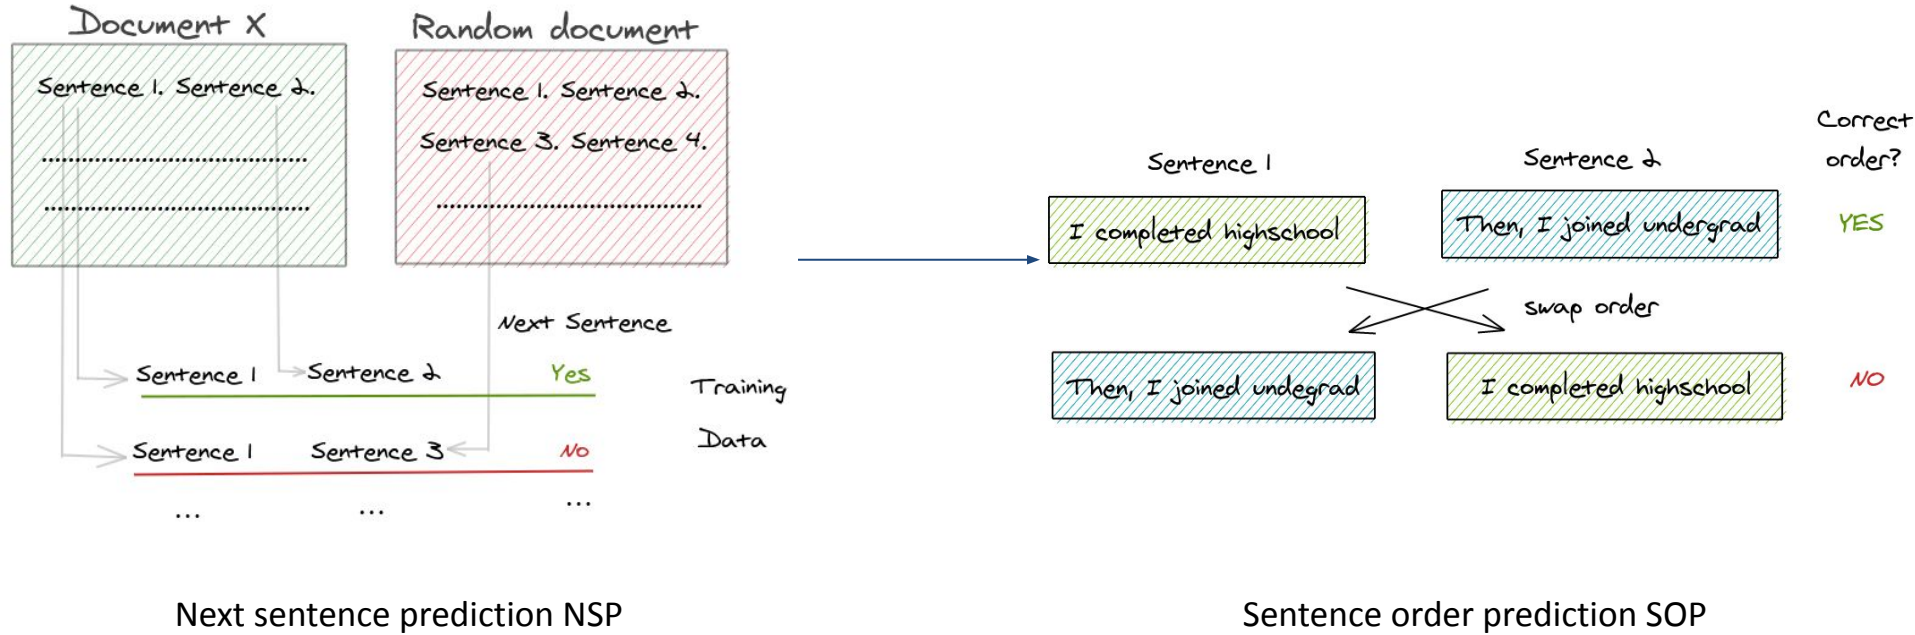 Document X
Sentence 1. Sentence 2.
Random document
Sentence 1. Sentence 2.
Sentence 3. Sentence 4.
Next Sentence
Sentence 1 Sentence 2 Yes
Sentence 1 Sentence 3 No
... ... ...
Training
Data
Next sentence prediction NSP
Sentence 1
Sentence 2
Correct
order?
I completed highschool
Then, I joined undergrad
YES
swap order
Then, I joined undegrad
I completed highschool
NO
Sentence order prediction SOP